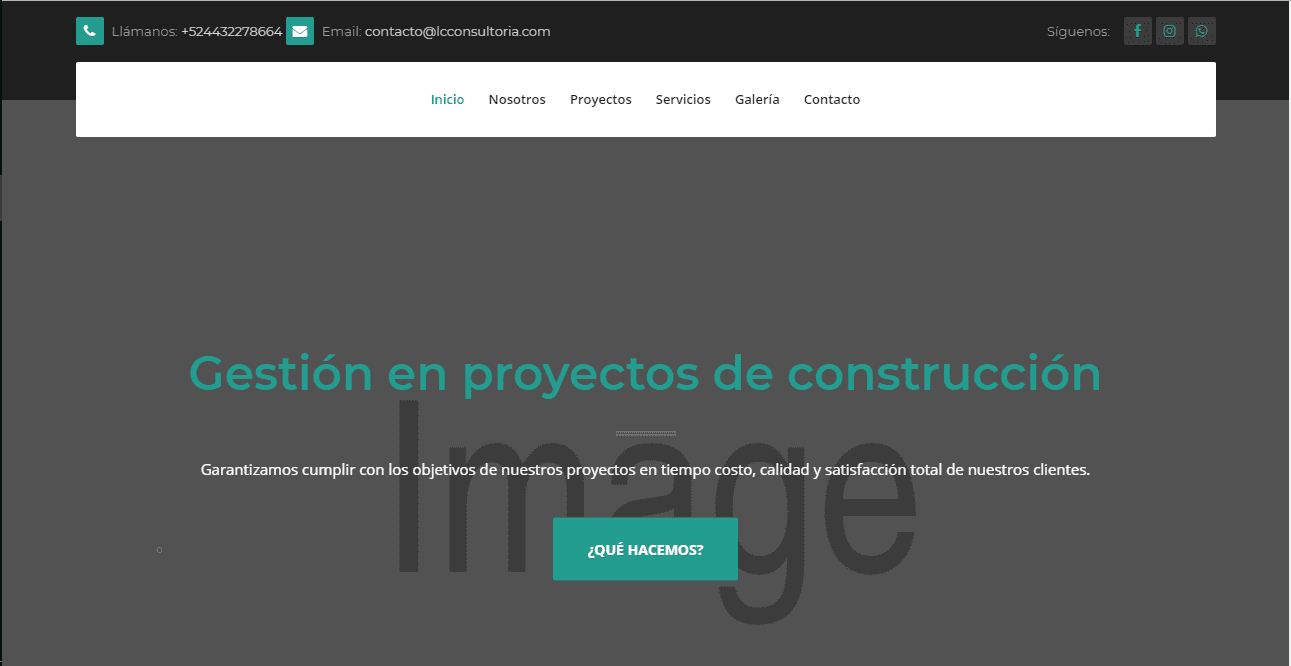 Llámanos: +524432278664 Email: contacto@lcconsultoria.com Síguenos:
Inicio Nosotros Proyectos Servicios Galería Contacto
Gestión en proyectos de construcción
Image
Garantizamos cumplir con los objetivos de nuestros proyectos en tiempo costo, calidad y satisfacción total de nuestros clientes.
¿QUÉ HACEMOS?